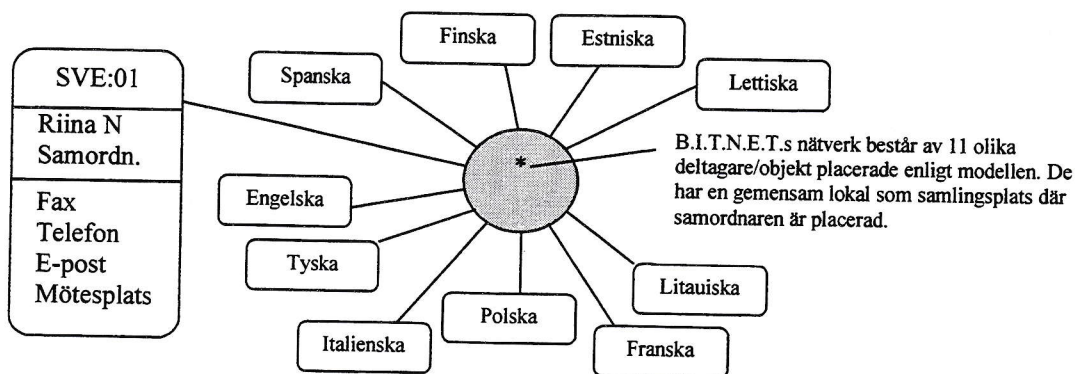 SVE:01
Riina N
Samordn.
Fax
Telefon
E-post
Mötesplats
Spanska
Finska
Estniska
Lettiska
Engelska
Tyska
Italienska
Polska
Franska
Litauiska
*
B.I.T.N.E.T.s nätverk består av 11 olika
deltagare/objekt placerade enligt modellen. De
har en gemensam lokal som samlingsplats där
samordnaren är placerad.